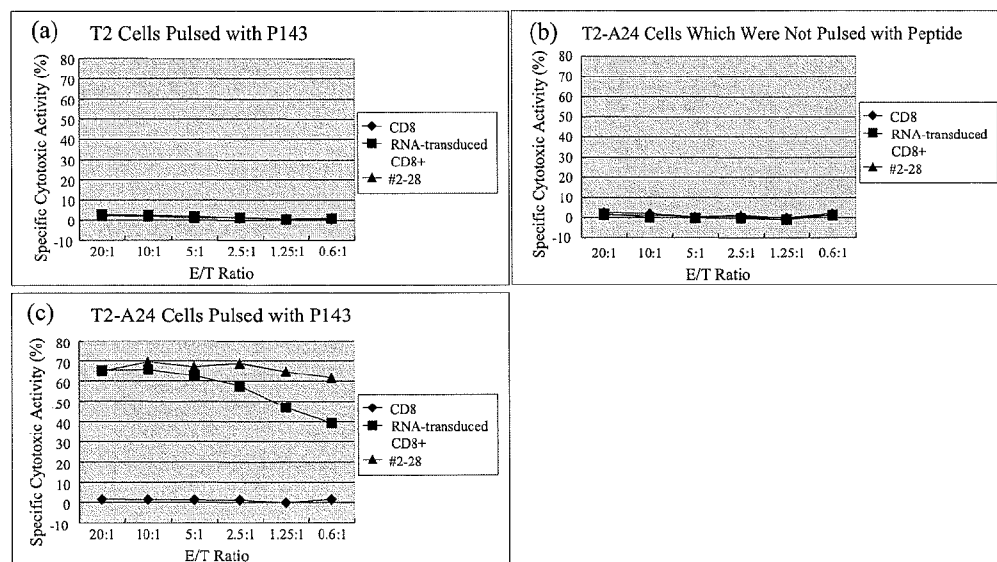 (a) T2 Cells Pulsed with P143
Specific Cytotoxic Activity (%)
80
70
60
50
40
30
20
10
0
-10
20:1 10:1 5:1 2.5:1 1.25:1 0.6:1
E/T Ratio
CD8
RNA-transduced
CD8+
#2-28
(b) T2-A24 Cells Which Were Not Pulsed with Peptide
Specific Cytotoxic Activity (%)
80
70
60
50
40
30
20
10
0
-10
20:1 10:1 5:1 2.5:1 1.25:1 0.6:1
E/T Ratio
CD8
RNA-transduced
CD8+
#2-28
(c) T2-A24 Cells Pulsed with P143
Specific Cytotoxic Activity (%)
80
70
60
50
40
30
20
10
0
-10
20:1 10:1 5:1 2.5:1 1.25:1 0.6:1
E/T Ratio
CD8
RNA-transduced
CD8+
#2-28